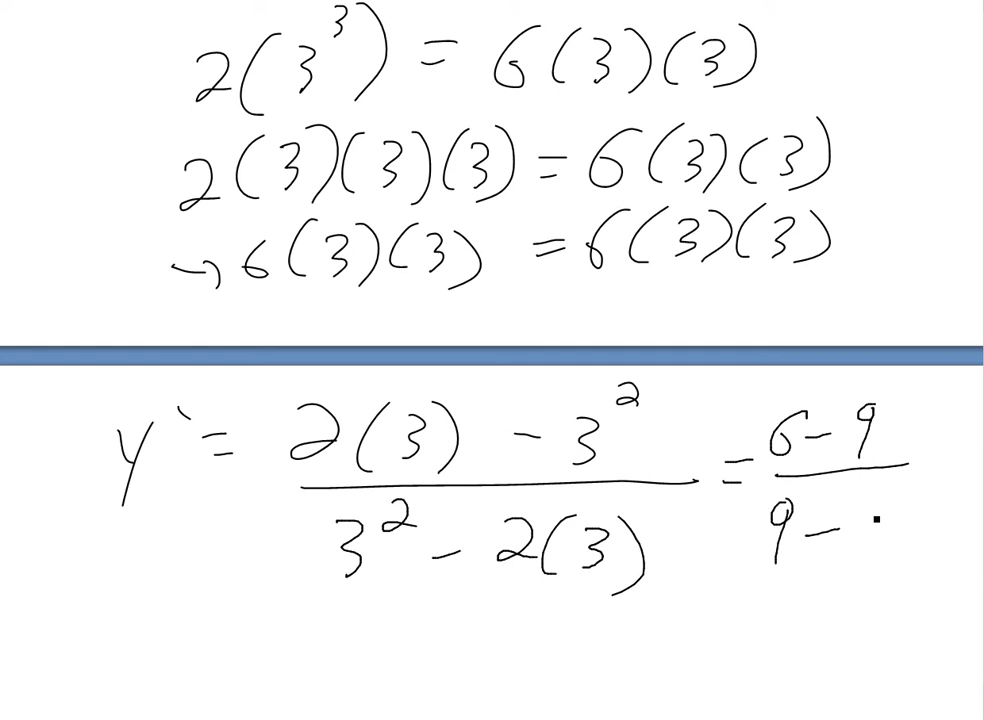 2(3³) = 6(3)(3)
2(3)(3)(3) = 6(3)(3)
→ 6(3)(3) = 6(3)(3)
y' = (2(3) - 3²)/(3² - 2(3)) = (6 - 9)/(9 -